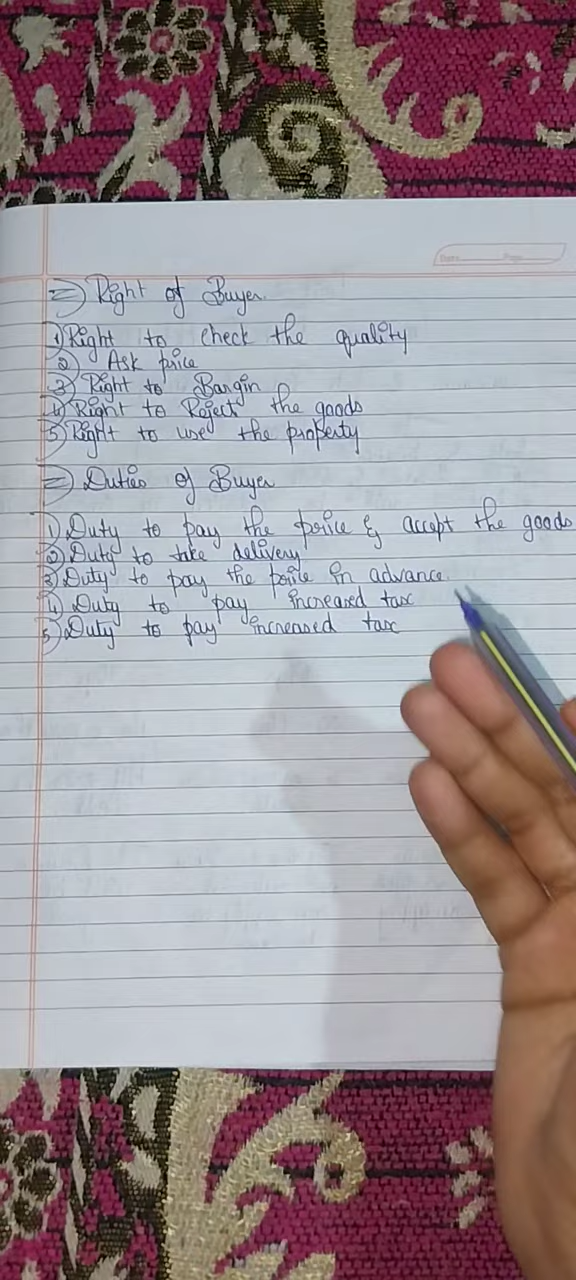 Date Page
=) Right of Buyer.
1) Right to check the quality
2) Ask price
3) Right to Bargin
4) Right to Reject the goods
5) Right to use the property
=) Duties of Buyer
1) Duty to pay the price & accept the goods
2) Duty to take delivery
3) Duty to pay the price in advance.
4) Duty to pay increased tax
5) Duty to pay increased tax